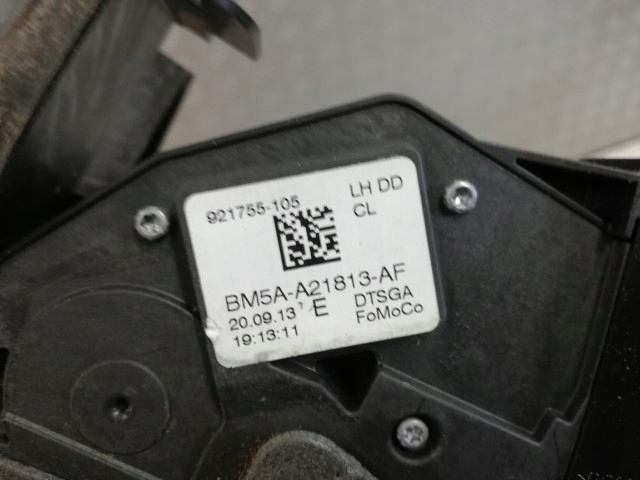 921755-105
LH DD
CL
BM5A-A21813-AF
20.09.13
E
DTSGA
19:13:11
FoMoCo